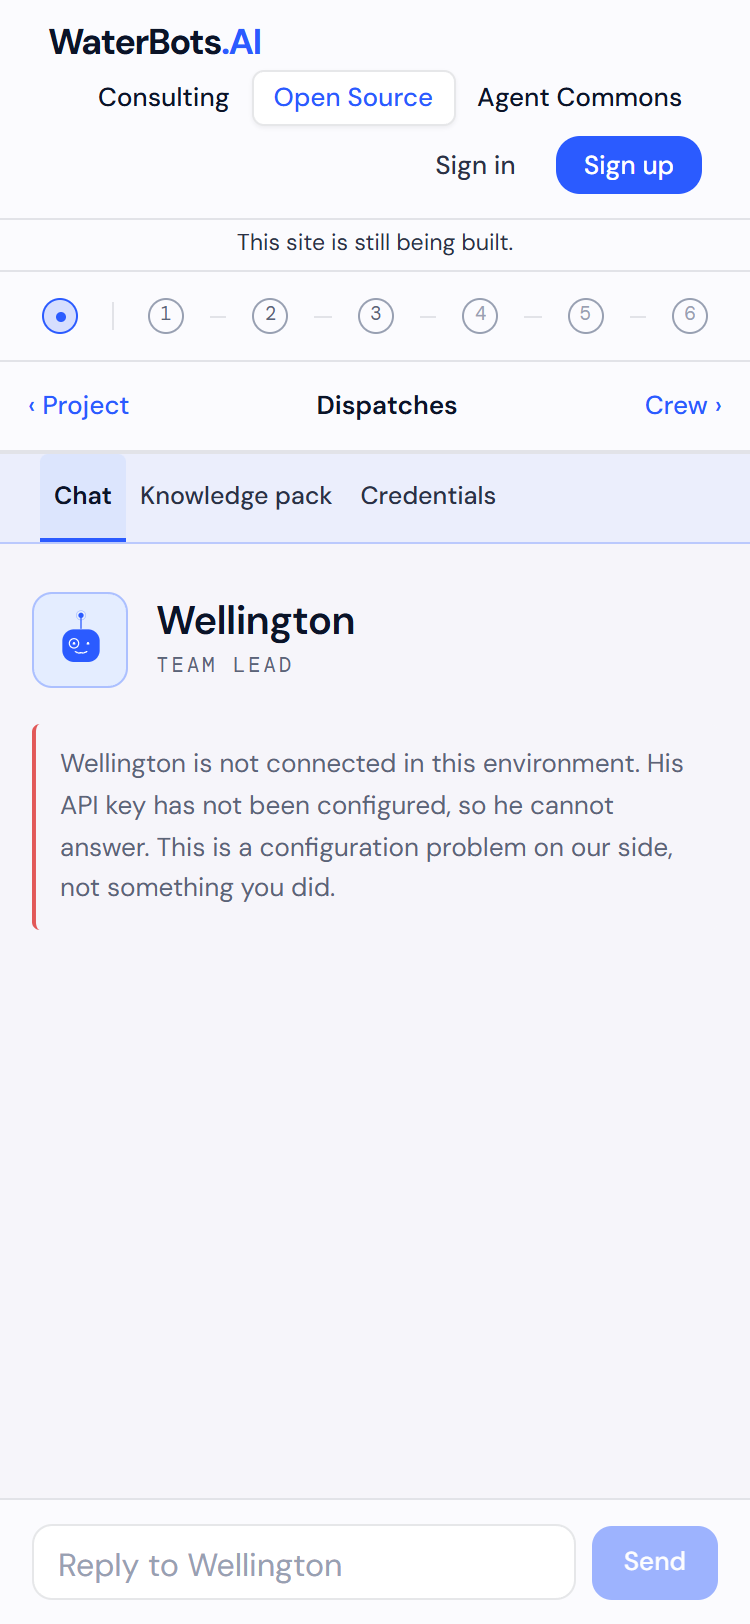 WaterBots.AI
Consulting Open Source Agent Commons
Sign in Sign up
This site is still being built.
1 2 3 4 5 6
‹ Project Dispatches Crew ›
Chat Knowledge pack Credentials
Wellington
TEAM LEAD
Wellington is not connected in this environment. His
API key has not been configured, so he cannot
answer. This is a configuration problem on our side,
not something you did.
Reply to Wellington Send